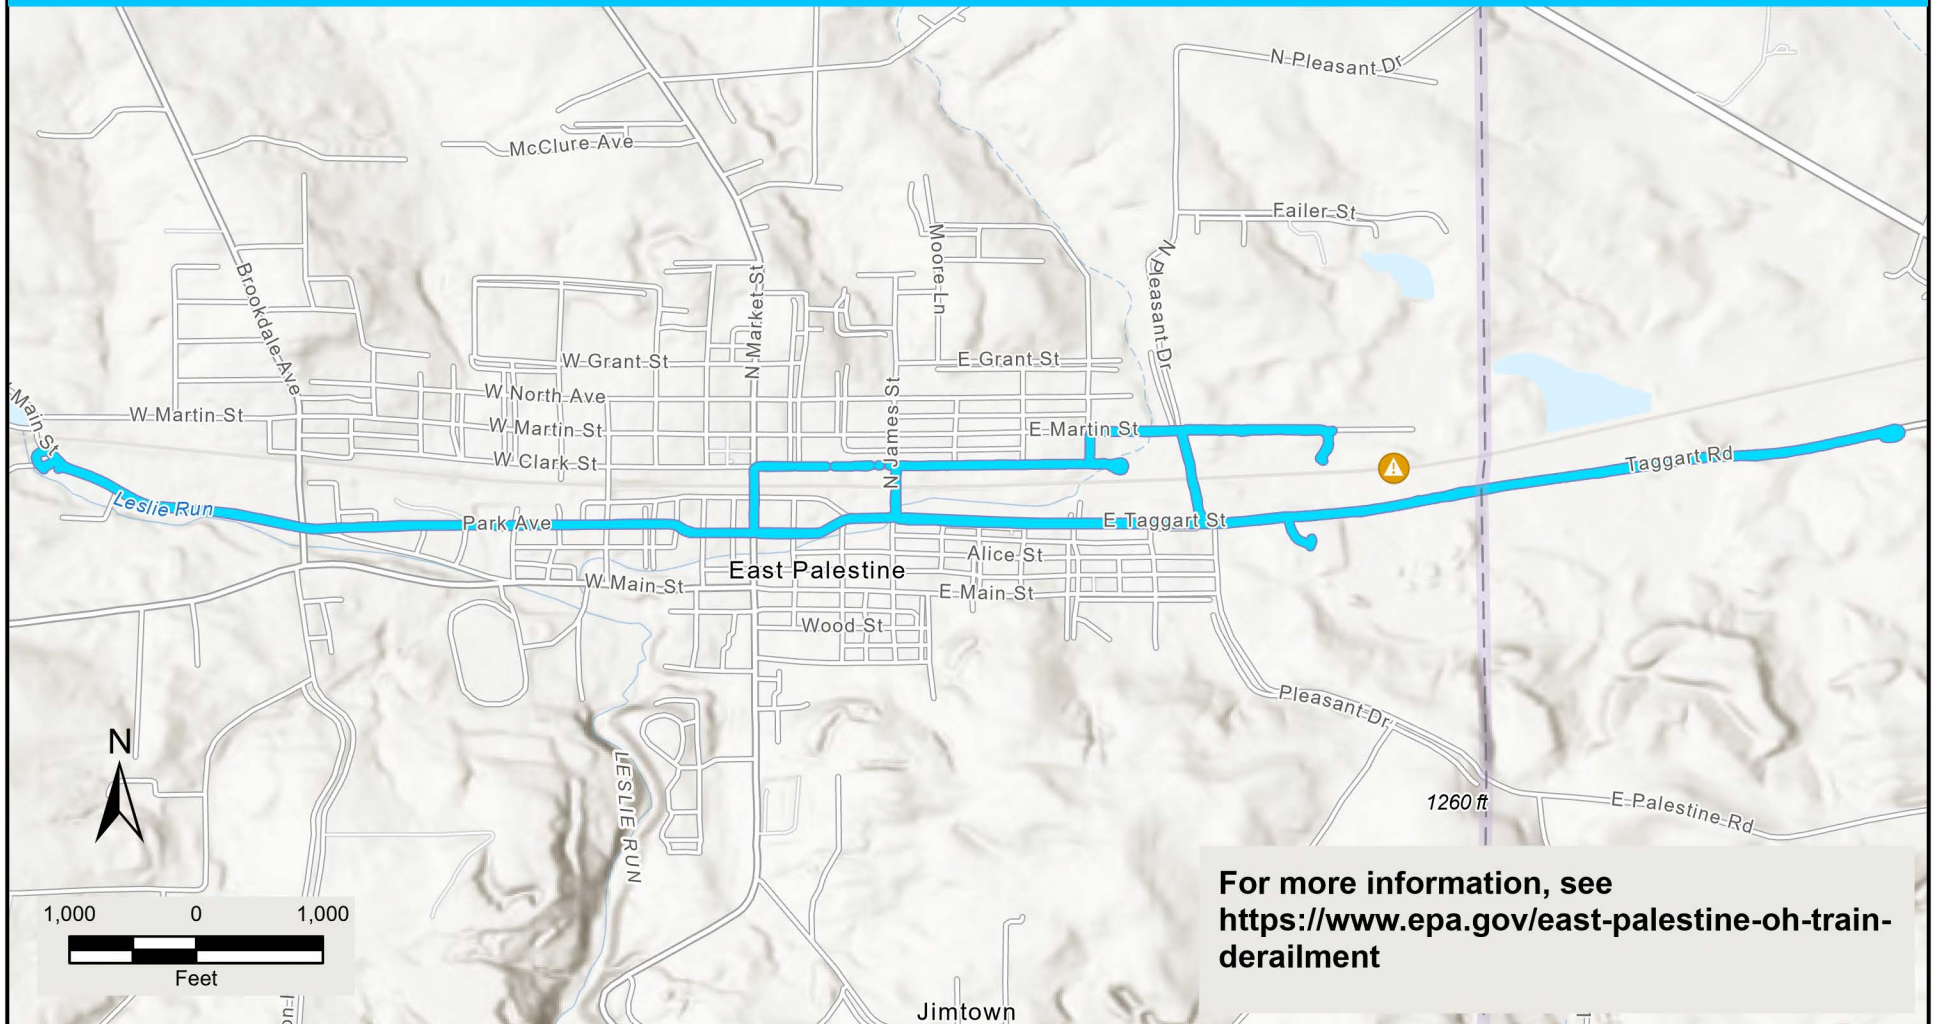 N Pleasant Dr
McClure Ave
Failer St
N Pleasant Dr
Moore Ln
Brookdale Ave
N Market St
W Grant St
E Grant St
W North Ave
N James St
Main St
W Martin St
W Martin St
E Martin St
W Clark St
Taggart Rd
Leslie Run
Park Ave
E Taggart St
Alice St
East Palestine
W Main St
E Main St
Wood St
Pleasant Dr
N
LESLIE RUN
1260 ft
E Palestine Rd
For more information, see
https://www.epa.gov/east-palestine-oh-train-
derailment
1,000 0 1,000
Feet
Jimtown